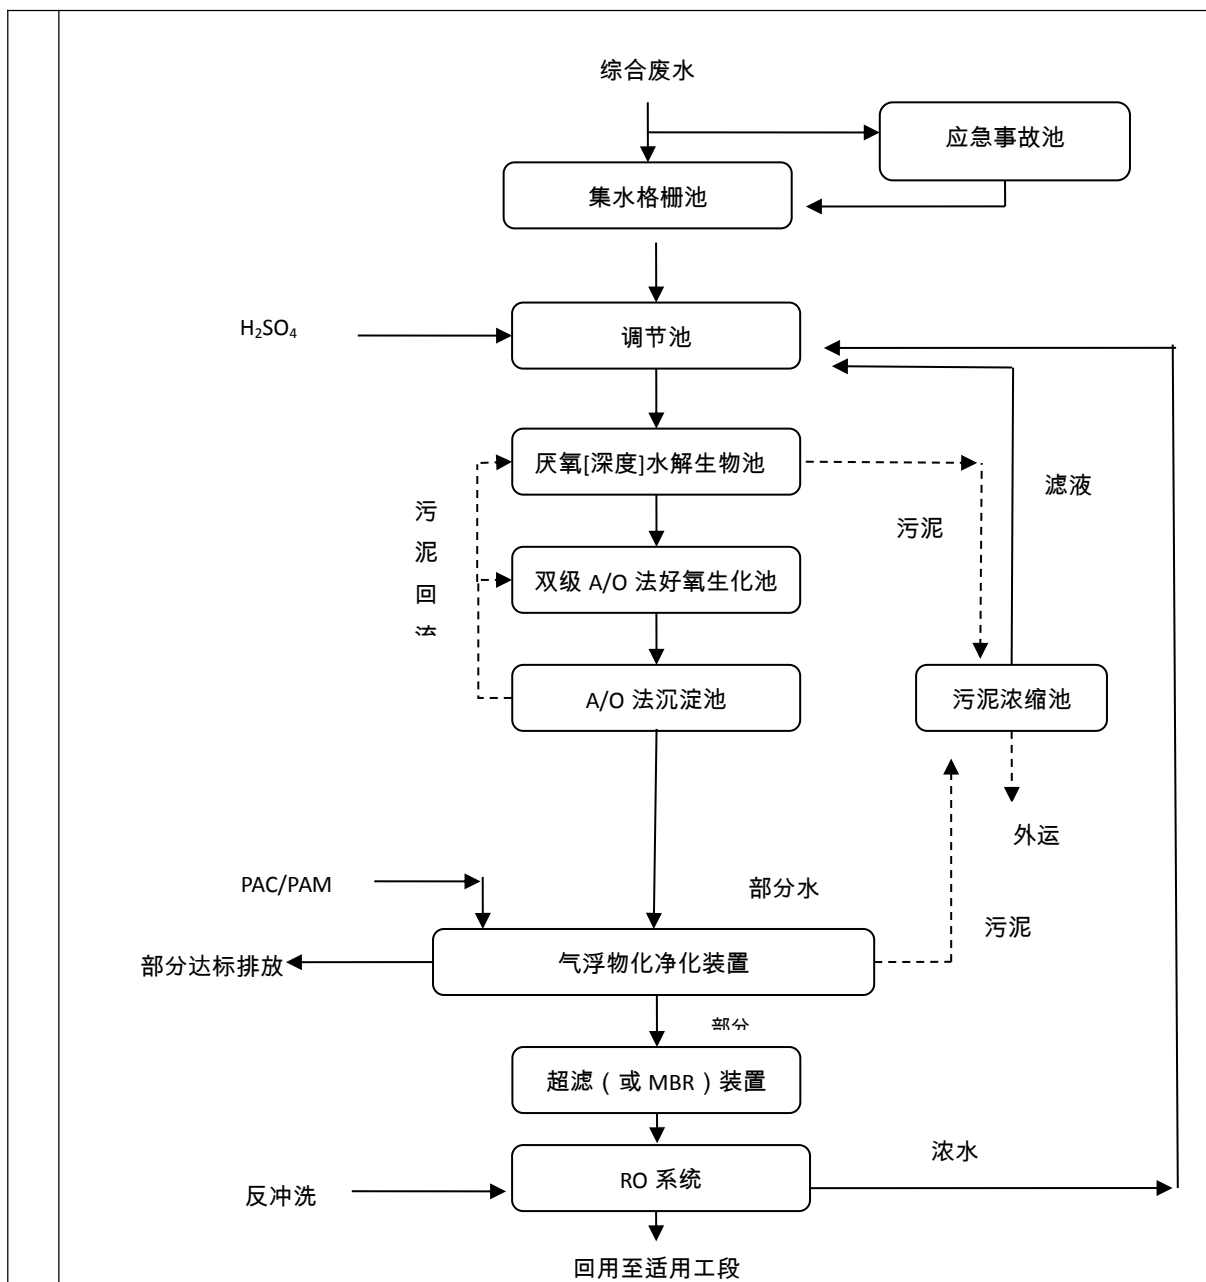 综合废水
应急事故池
集水格栅池
H₂SO₄
调节池
厌氧[深度]水解生物池
滤液
污
泥
回
流
污泥
双级 A/O 法好氧生化池
A/O 法沉淀池
污泥浓缩池
外运
PAC/PAM
部分水
污泥
部分达标排放
气浮物化净化装置
部分
超滤（或 MBR）装置
浓水
RO 系统
反冲洗
回用至适用工段